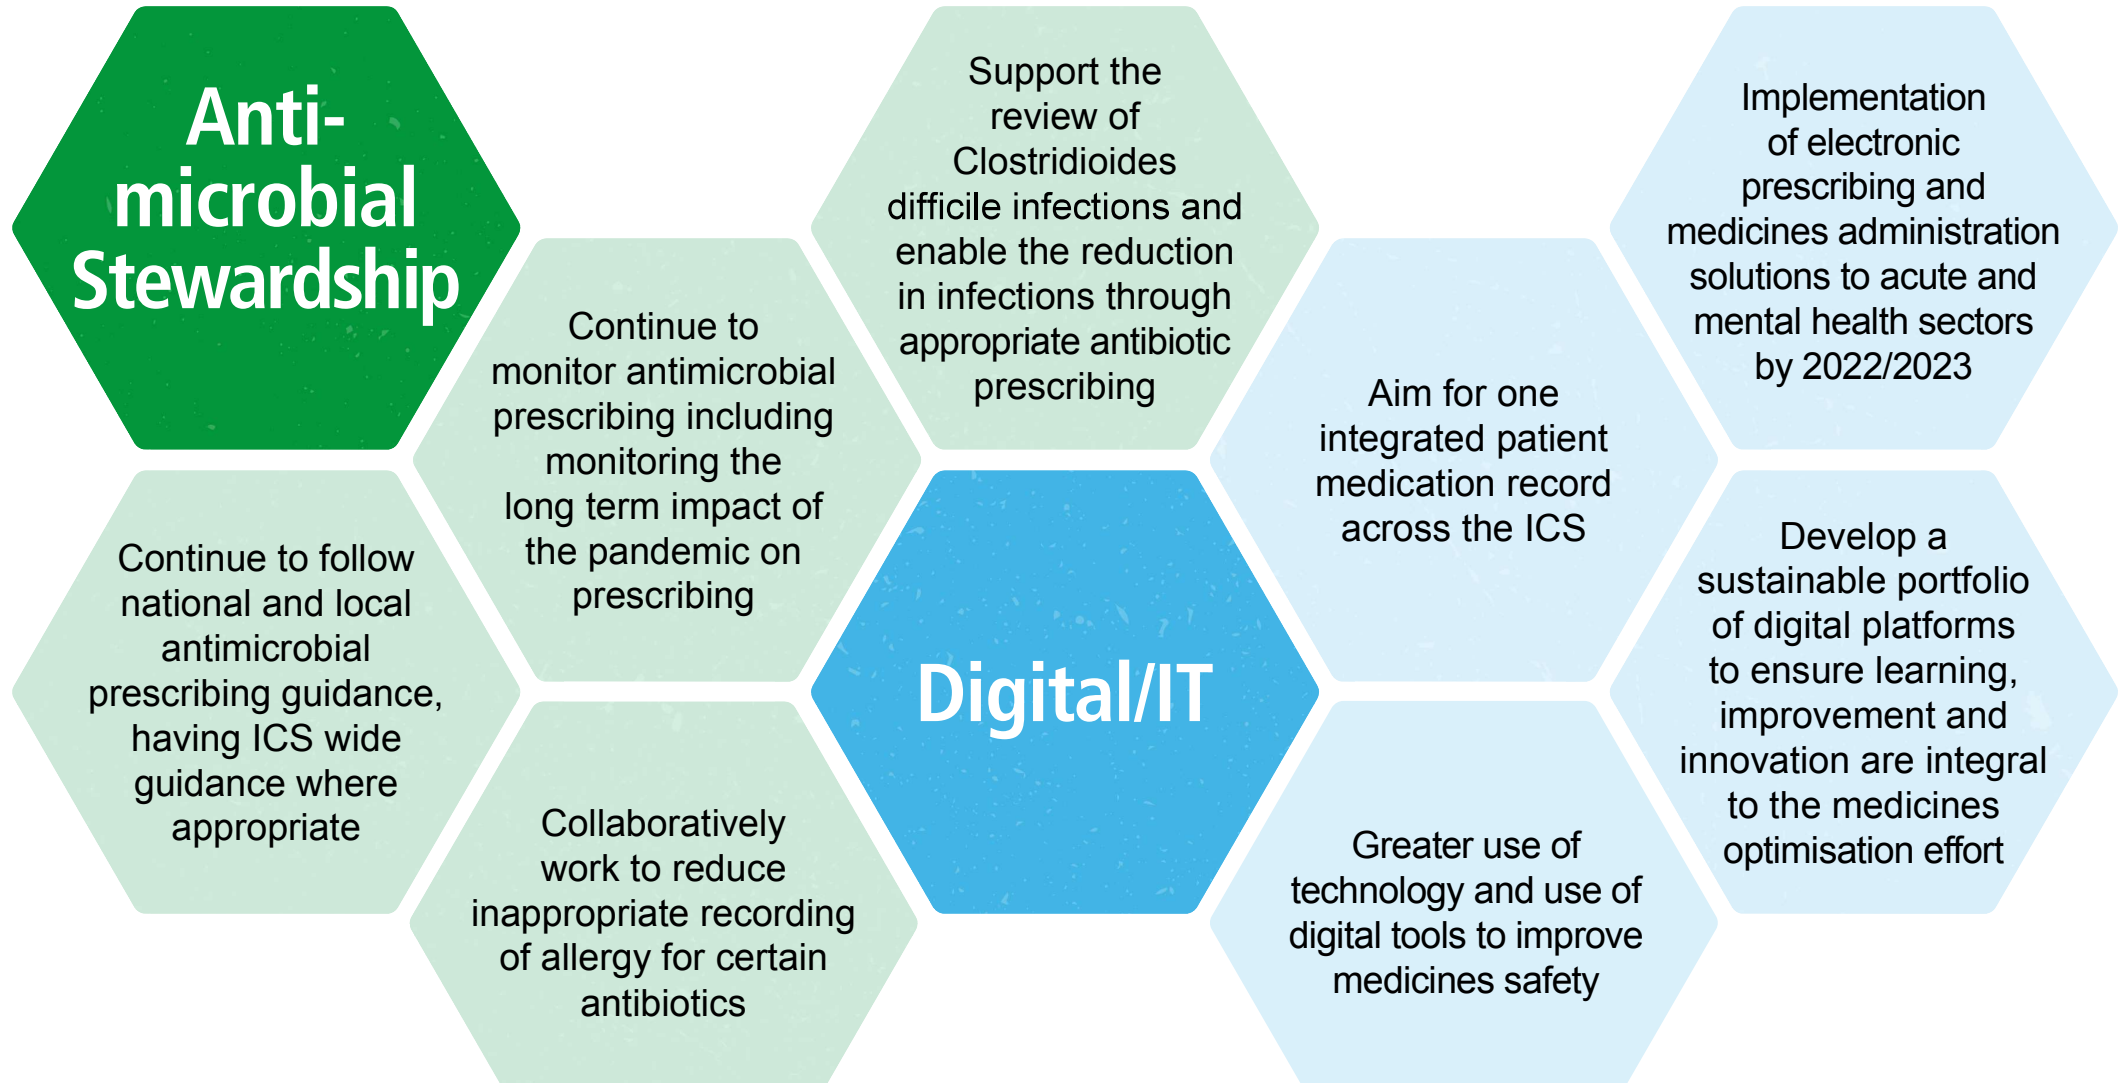 Anti-
microbial
Stewardship
Continue to follow
national and local
antimicrobial
prescribing guidance,
having ICS wide
guidance where
appropriate
Continue to
monitor antimicrobial
prescribing including
monitoring the
long term impact of
the pandemic on
prescribing
Collaboratively
work to reduce
inappropriate recording
of allergy for certain
antibiotics
Support the
review of
Clostridioides
difficile infections and
enable the reduction
in infections through
appropriate antibiotic
prescribing
Digital/IT
Aim for one
integrated patient
medication record
across the ICS
Greater use of
technology and use of
digital tools to improve
medicines safety
Implementation
of electronic
prescribing and
medicines administration
solutions to acute and
mental health sectors
by 2022/2023
Develop a
sustainable portfolio
of digital platforms
to ensure learning,
improvement and
innovation are integral
to the medicines
optimisation effort